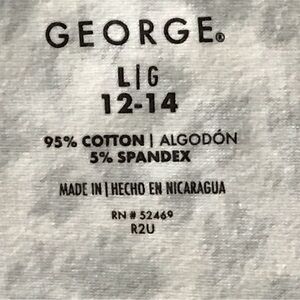 GEORGE®
L|G
12-14
95% COTTON | ALGODÓN
5% SPANDEX
MADE IN | HECHO EN NICARAGUA
RN # 52469
R2U